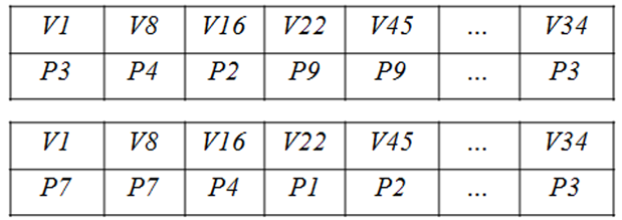 V1 V8 V16 V22 V45 ... V34
P3 P4 P2 P9 P9 ... P3
V1 V8 V16 V22 V45 ... V34
P7 P7 P4 P1 P2 ... P3